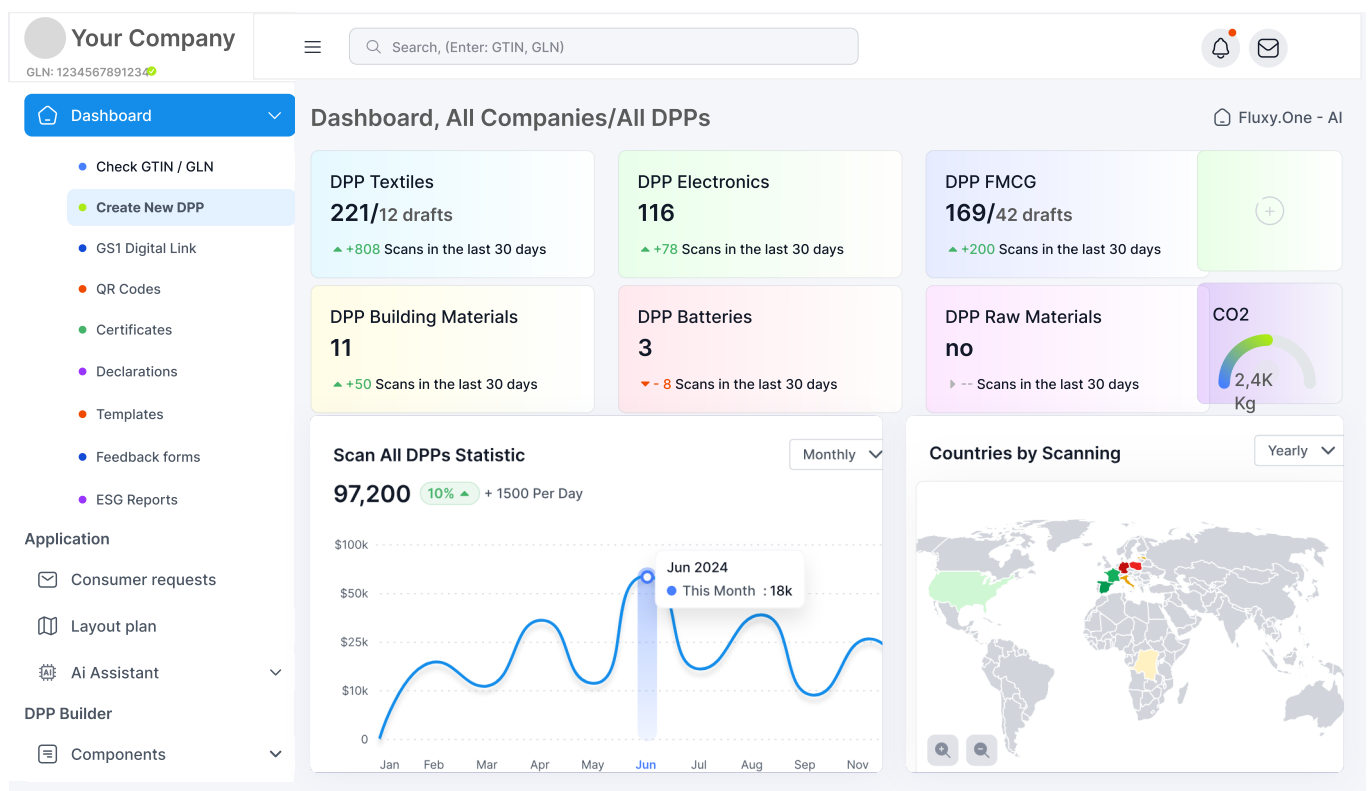 Your Company
GLN: 1234567891234
Search, (Enter: GTIN, GLN)
Dashboard
Check GTIN / GLN
Create New DPP
GS1 Digital Link
QR Codes
Certificates
Declarations
Templates
Feedback forms
ESG Reports
Application
Consumer requests
Layout plan
AI
Ai Assistant
DPP Builder
Components
Dashboard, All Companies/All DPPs
Fluxy.One - AI
DPP Textiles
221/12 drafts
+808 Scans in the last 30 days
DPP Electronics
116
+78 Scans in the last 30 days
DPP FMCG
169/42 drafts
+200 Scans in the last 30 days
DPP Building Materials
11
+50 Scans in the last 30 days
DPP Batteries
3
- 8 Scans in the last 30 days
DPP Raw Materials
no
-- Scans in the last 30 days
CO2
2,4K
Kg
Scan All DPPs Statistic
Monthly
97,200 10% + 1500 Per Day
$100k
$50k
$25k
$10k
0
Jun 2024
This Month : 18k
Jan Feb Mar Apr May Jun Jul Aug Sep Nov
Countries by Scanning
Yearly